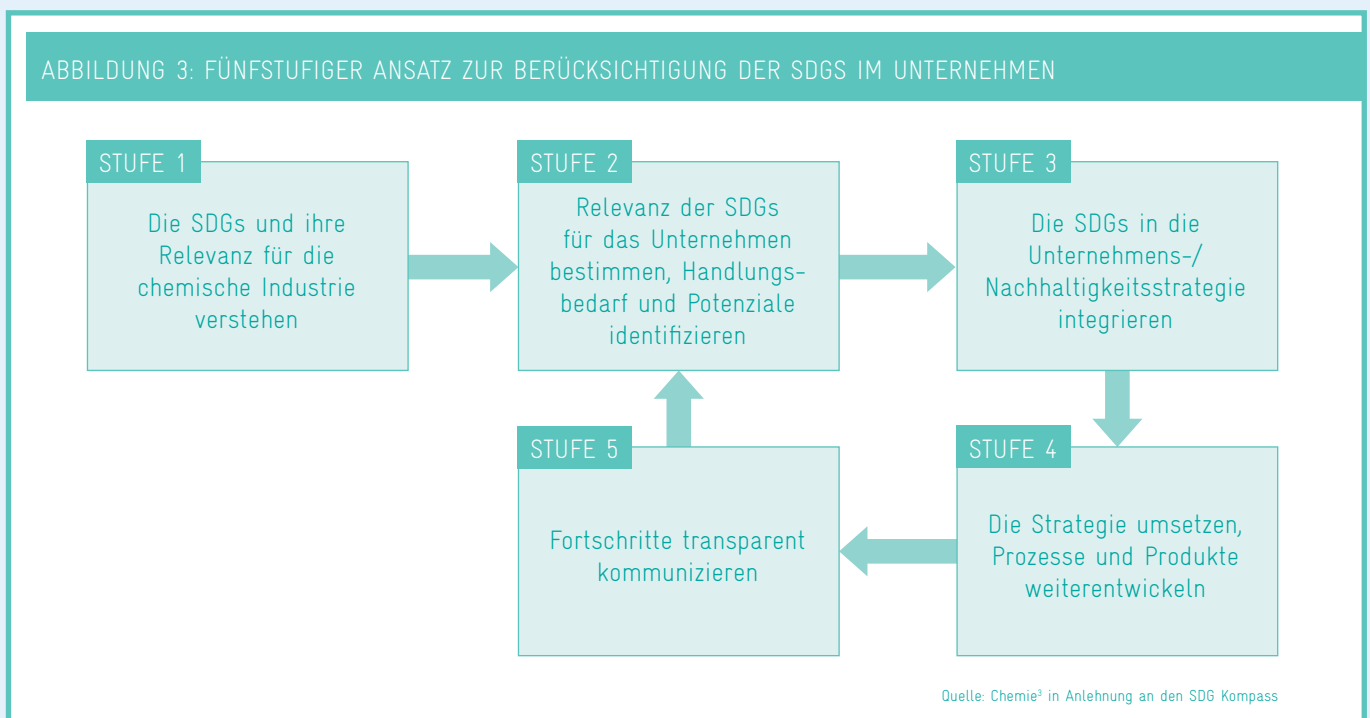 ABBILDUNG 3: FÜNFSTUFIGER ANSATZ ZUR BERÜCKSICHTIGUNG DER SDGS IM UNTERNEHMEN
STUFE 1
Die SDGs und ihre
Relevanz für die
chemische Industrie
verstehen
STUFE 2
Relevanz der SDGs
für das Unternehmen
bestimmen, Handlungs-
bedarf und Potenziale
identifizieren
STUFE 3
Die SDGs in die
Unternehmens-/
Nachhaltigkeitsstrategie
integrieren
STUFE 4
Die Strategie umsetzen,
Prozesse und Produkte
weiterentwickeln
STUFE 5
Fortschritte transparent
kommunizieren
Quelle: Chemie³ in Anlehnung an den SDG Kompass